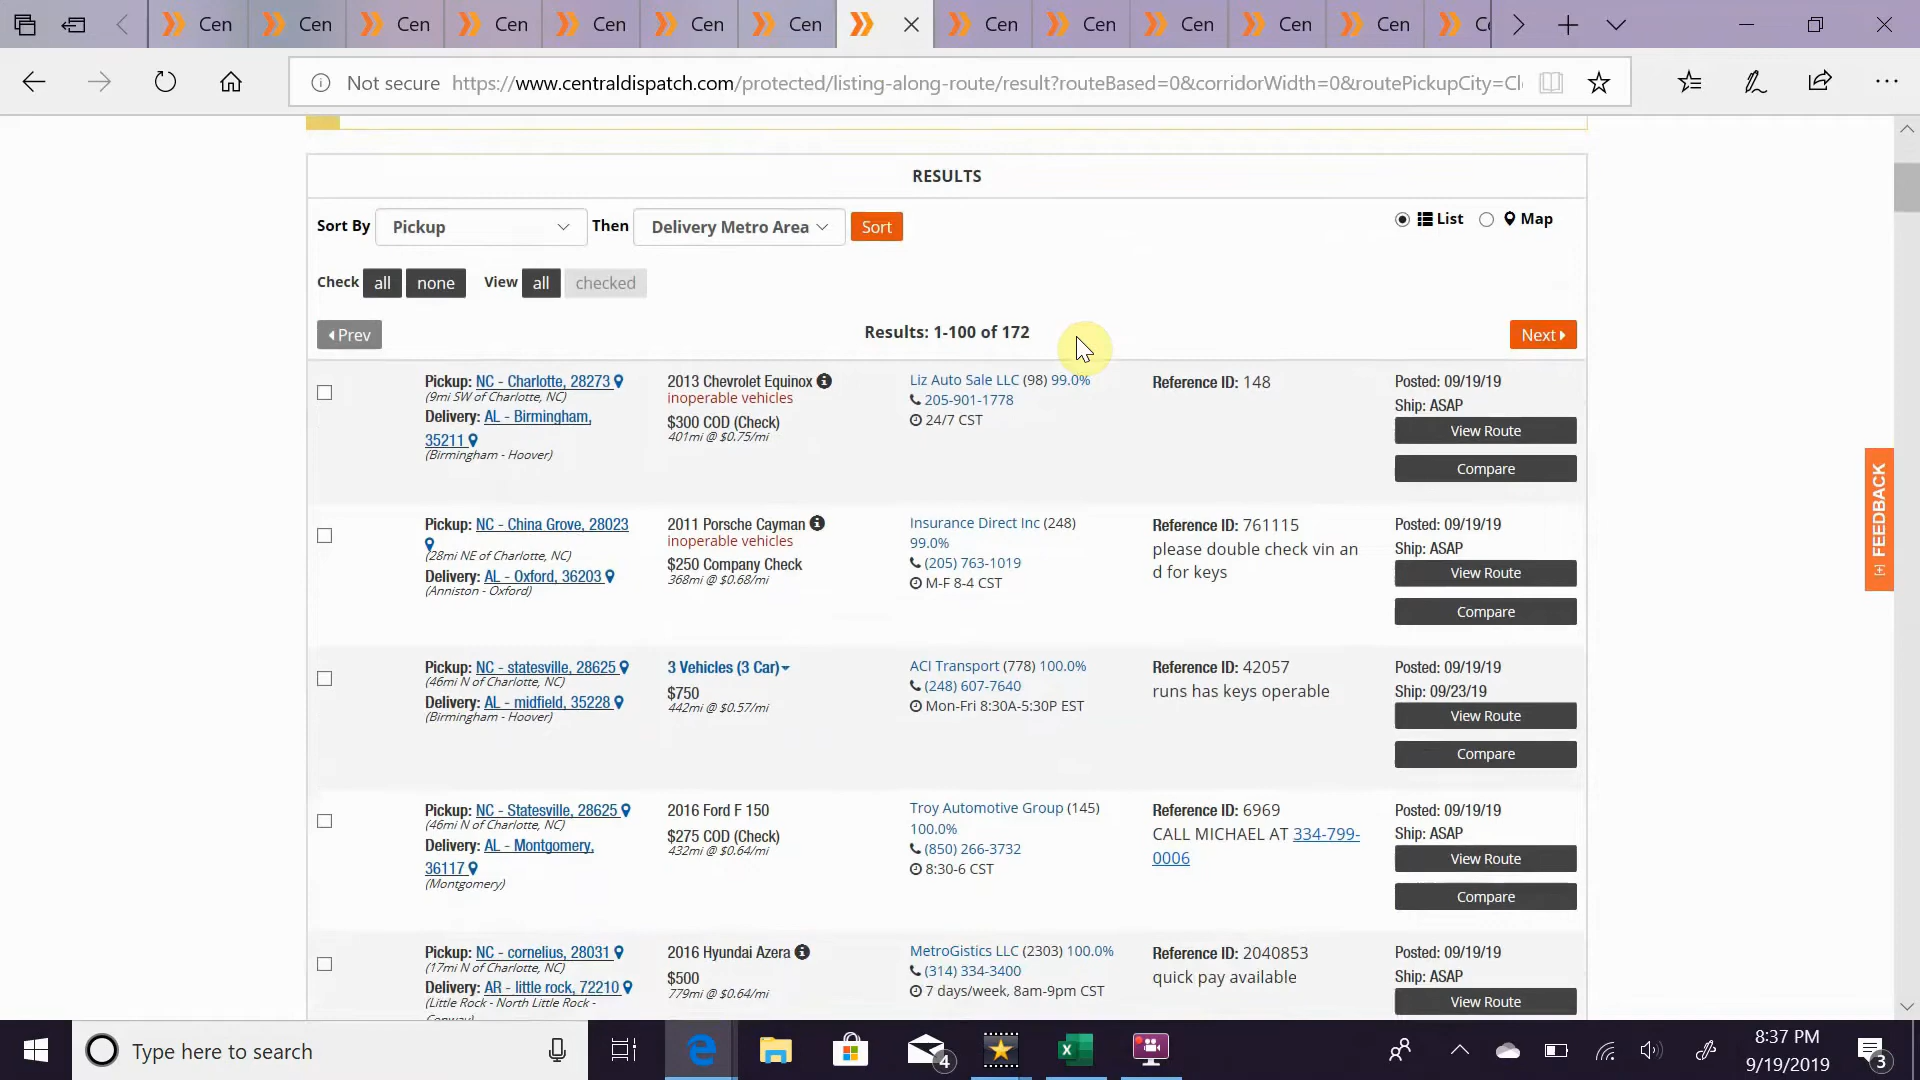 Cen Cen Cen Cen Cen Cen Cen Cen Cen Cen Cen Cen
Not secure https://www.centraldispatch.com/protected/listing-along-route/result?routeBased=0&corridorWidth=0&routePickupCity=Cl
RESULTS
Sort By Pickup Then Delivery Metro Area Sort List Map
Check all none View all checked
Prev Results: 1-100 of 172 Next
Pickup: NC - Charlotte, 28273
(9mi SW of Charlotte, NC)
Delivery: AL - Birmingham,
35211
(Birmingham - Hoover)
2013 Chevrolet Equinox
inoperable vehicles
$300 COD (Check)
401mi @ $0.75/mi
Liz Auto Sale LLC (98) 99.0%
205-901-1778
24/7 CST
Reference ID: 148
Posted: 09/19/19
Ship: ASAP
View Route
Compare
Pickup: NC - China Grove, 28023
(28mi NE of Charlotte, NC)
Delivery: AL - Oxford, 36203
(Anniston - Oxford)
2011 Porsche Cayman
inoperable vehicles
$250 Company Check
368mi @ $0.68/mi
Insurance Direct Inc (248)
99.0%
(205) 763-1019
M-F 8-4 CST
Reference ID: 761115
please double check vin an
d for keys
Posted: 09/19/19
Ship: ASAP
View Route
Compare
Pickup: NC - statesville, 28625
(46mi N of Charlotte, NC)
Delivery: AL - midfield, 35228
(Birmingham - Hoover)
3 Vehicles (3 Car)
$750
442mi @ $0.57/mi
ACI Transport (778) 100.0%
(248) 607-7640
Mon-Fri 8:30A-5:30P EST
Reference ID: 42057
runs has keys operable
Posted: 09/19/19
Ship: 09/23/19
View Route
Compare
Pickup: NC - Statesville, 28625
(46mi N of Charlotte, NC)
Delivery: AL - Montgomery,
36117
(Montgomery)
2016 Ford F 150
$275 COD (Check)
432mi @ $0.64/mi
Troy Automotive Group (145)
100.0%
(850) 266-3732
8:30-6 CST
Reference ID: 6969
CALL MICHAEL AT 334-799-
0006
Posted: 09/19/19
Ship: ASAP
View Route
Compare
Pickup: NC - cornelius, 28031
(17mi N of Charlotte, NC)
Delivery: AR - little rock, 72210
(Little Rock - North Little Rock -
2016 Hyundai Azera
$500
779mi @ $0.64/mi
MetroGistics LLC (2303) 100.0%
(314) 334-3400
7 days/week, 8am-9pm CST
Reference ID: 2040853
quick pay available
Posted: 09/19/19
Ship: ASAP
View Route
[+] FEEDBACK
Type here to search
4
8:37 PM
9/19/2019
3